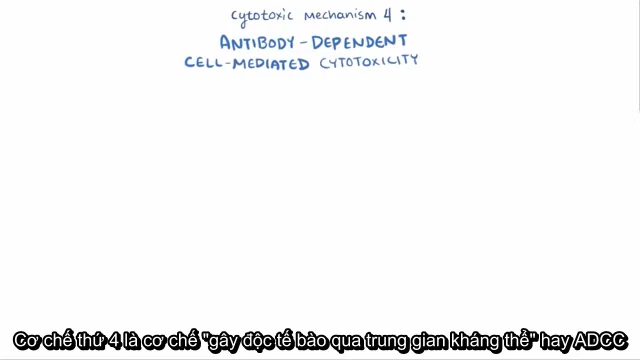 cytotoxic mechanism 4 :
ANTIBODY - DEPENDENT
CELL-MEDIATED CYTOTOXICITY
Cơ chế thứ 4 là cơ chế "gây độc tế bào qua trung gian kháng thể" hay ADCC